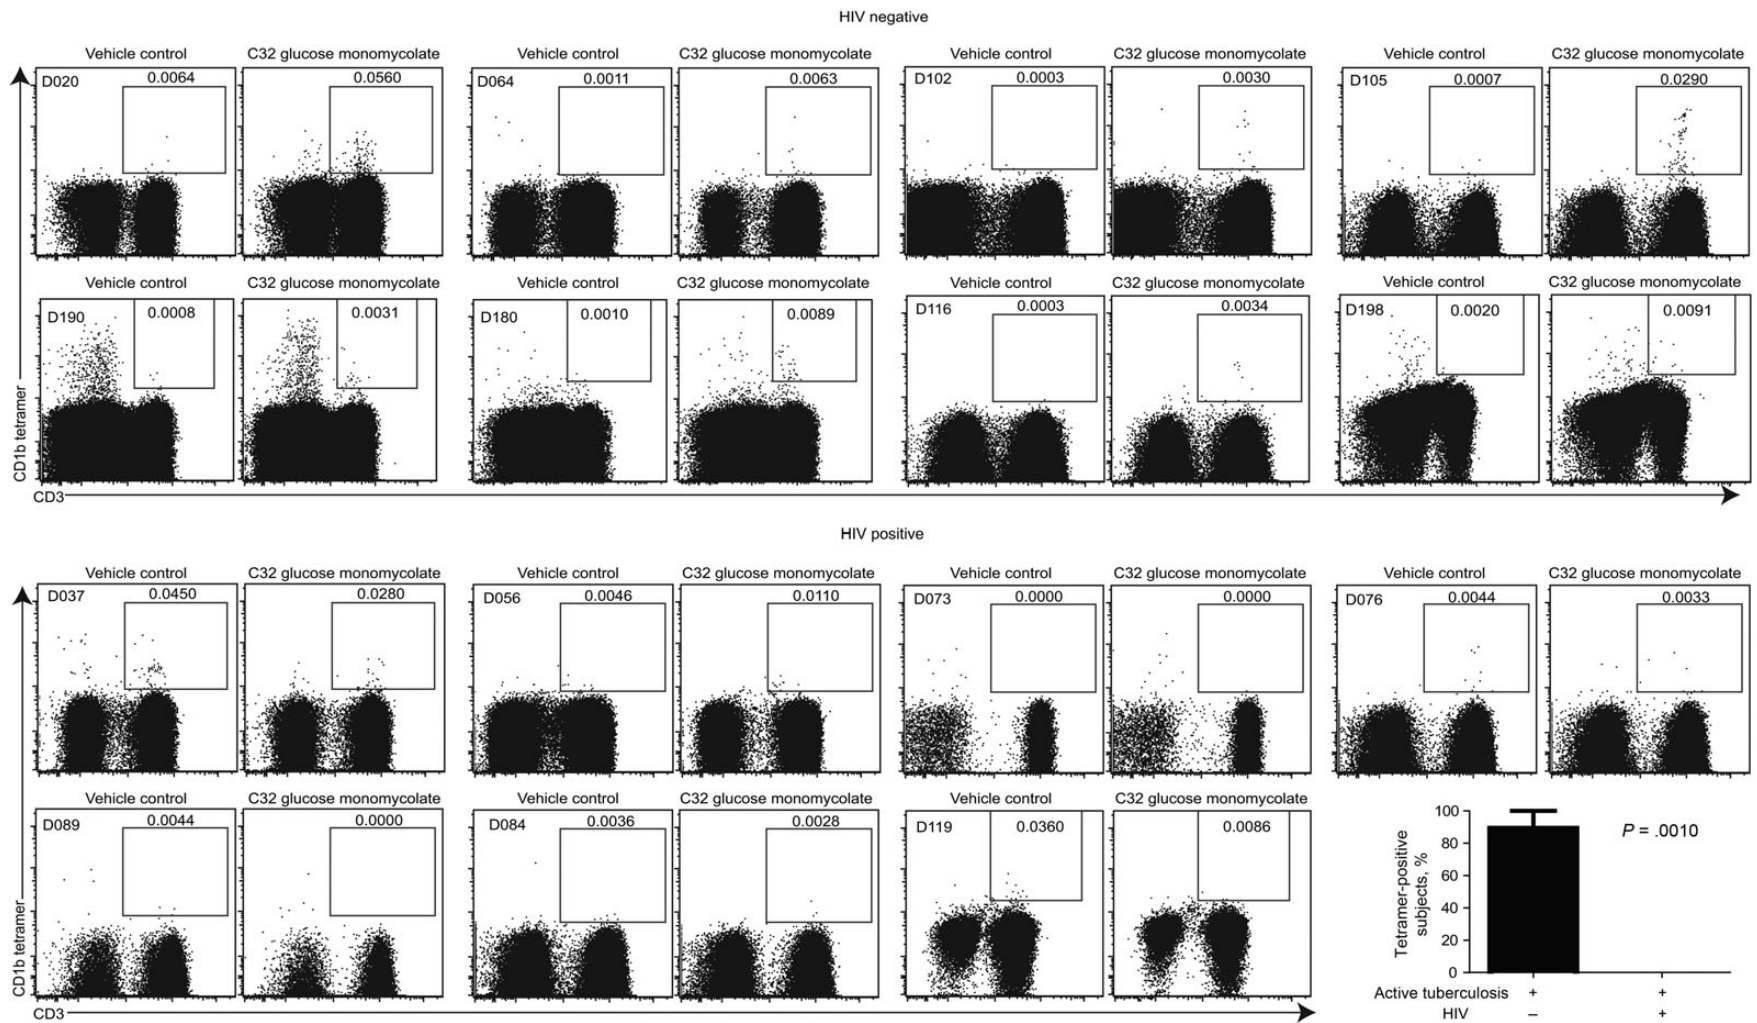 HIV negative
Vehicle control C32 glucose monomycolate Vehicle control C32 glucose monomycolate Vehicle control C32 glucose monomycolate Vehicle control C32 glucose monomycolate
D020 0.0064 0.0560 D064 0.0011 0.0063 D102 0.0003 0.0030 D105 0.0007 0.0290
Vehicle control C32 glucose monomycolate Vehicle control C32 glucose monomycolate Vehicle control C32 glucose monomycolate Vehicle control C32 glucose monomycolate
D190 0.0008 0.0031 D180 0.0010 0.0089 D116 0.0003 0.0034 D198 0.0020 0.0091
CD1b tetramer
CD3
HIV positive
Vehicle control C32 glucose monomycolate Vehicle control C32 glucose monomycolate Vehicle control C32 glucose monomycolate Vehicle control C32 glucose monomycolate
D037 0.0450 0.0280 D056 0.0046 0.0110 D073 0.0000 0.0000 D076 0.0044 0.0033
Vehicle control C32 glucose monomycolate Vehicle control C32 glucose monomycolate Vehicle control C32 glucose monomycolate
D089 0.0044 0.0000 D084 0.0036 0.0028 D119 0.0360 0.0086
CD1b tetramer
CD3
Tetramer-positive
subjects, %
100
80
60
40
20
0
P = .0010
Active tuberculosis + +
HIV – +